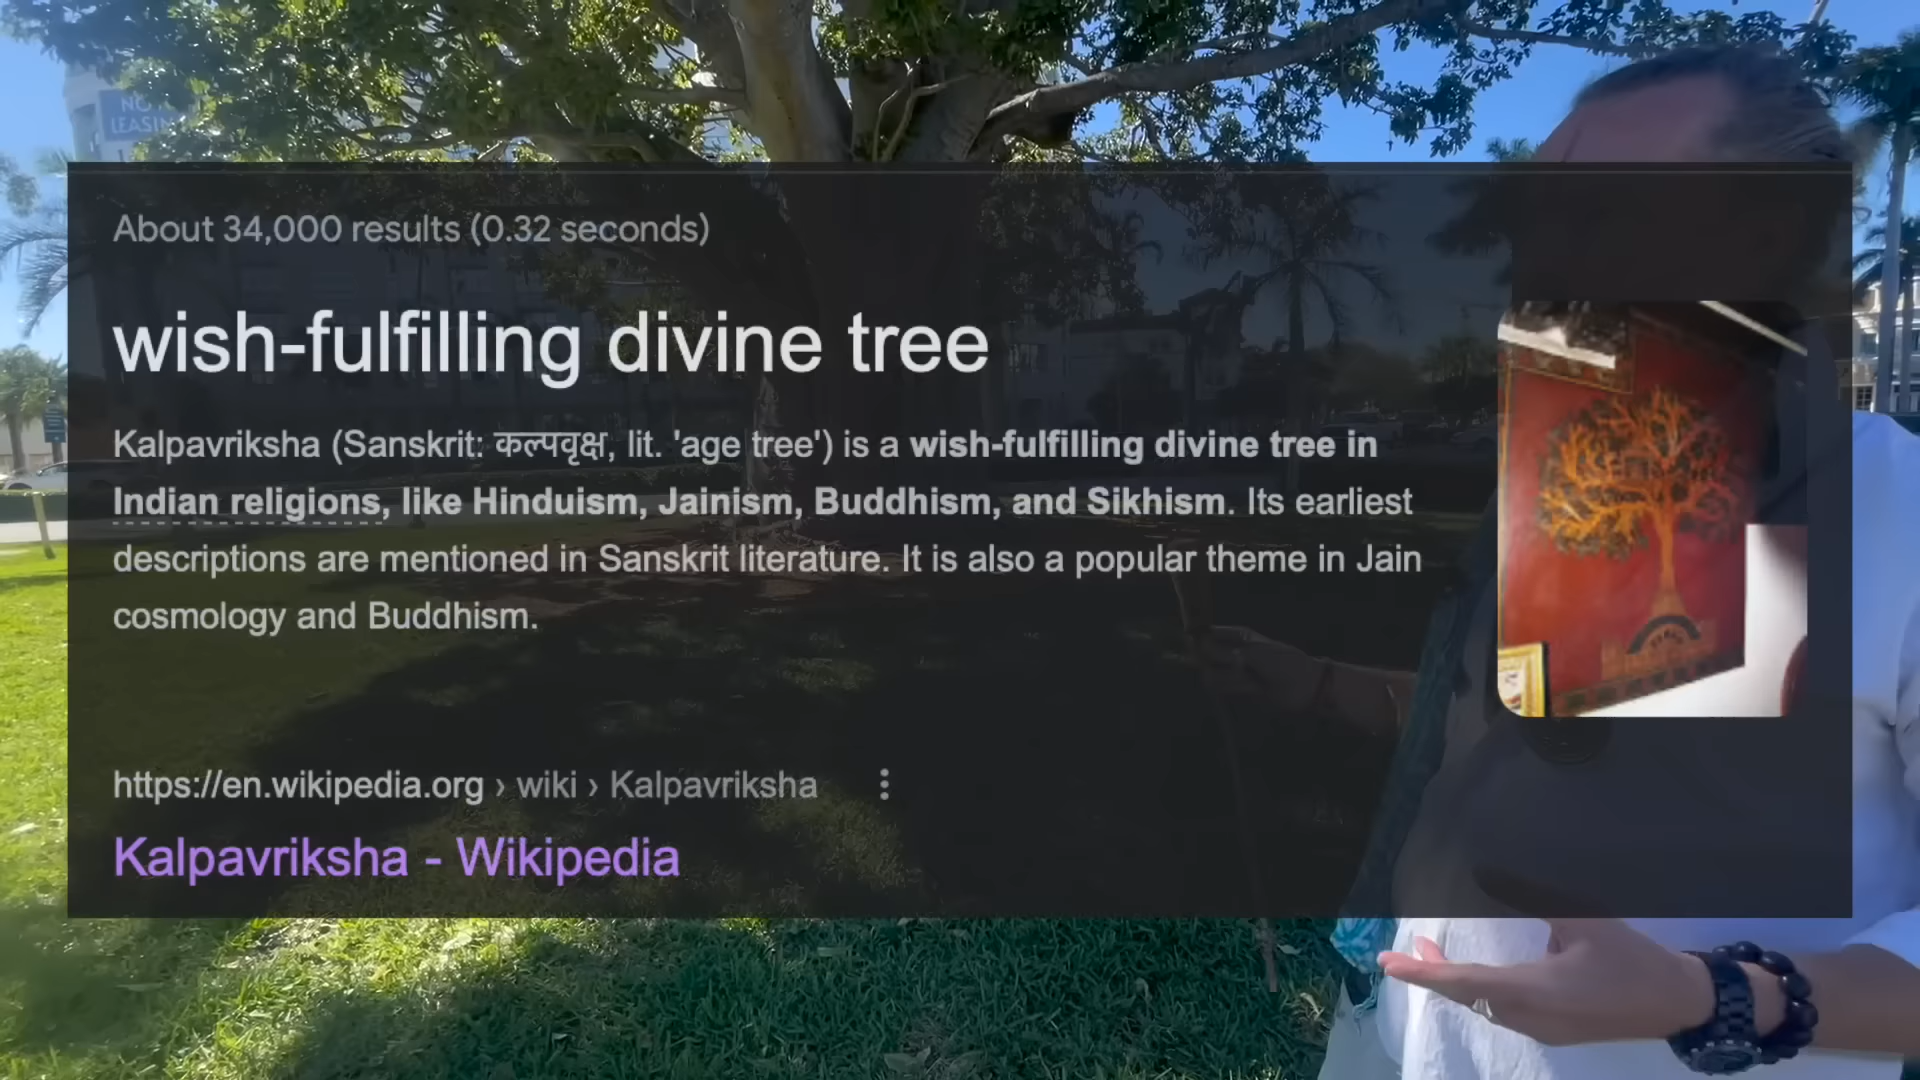 NOW
LEASING
About 34,000 results (0.32 seconds)
wish-fulfilling divine tree
Kalpavriksha (Sanskrit: कल्पवृक्ष, lit. 'age tree') is a wish-fulfilling divine tree in
Indian religions, like Hinduism, Jainism, Buddhism, and Sikhism. Its earliest
descriptions are mentioned in Sanskrit literature. It is also a popular theme in Jain
cosmology and Buddhism.
https://en.wikipedia.org › wiki › Kalpavriksha
Kalpavriksha - Wikipedia